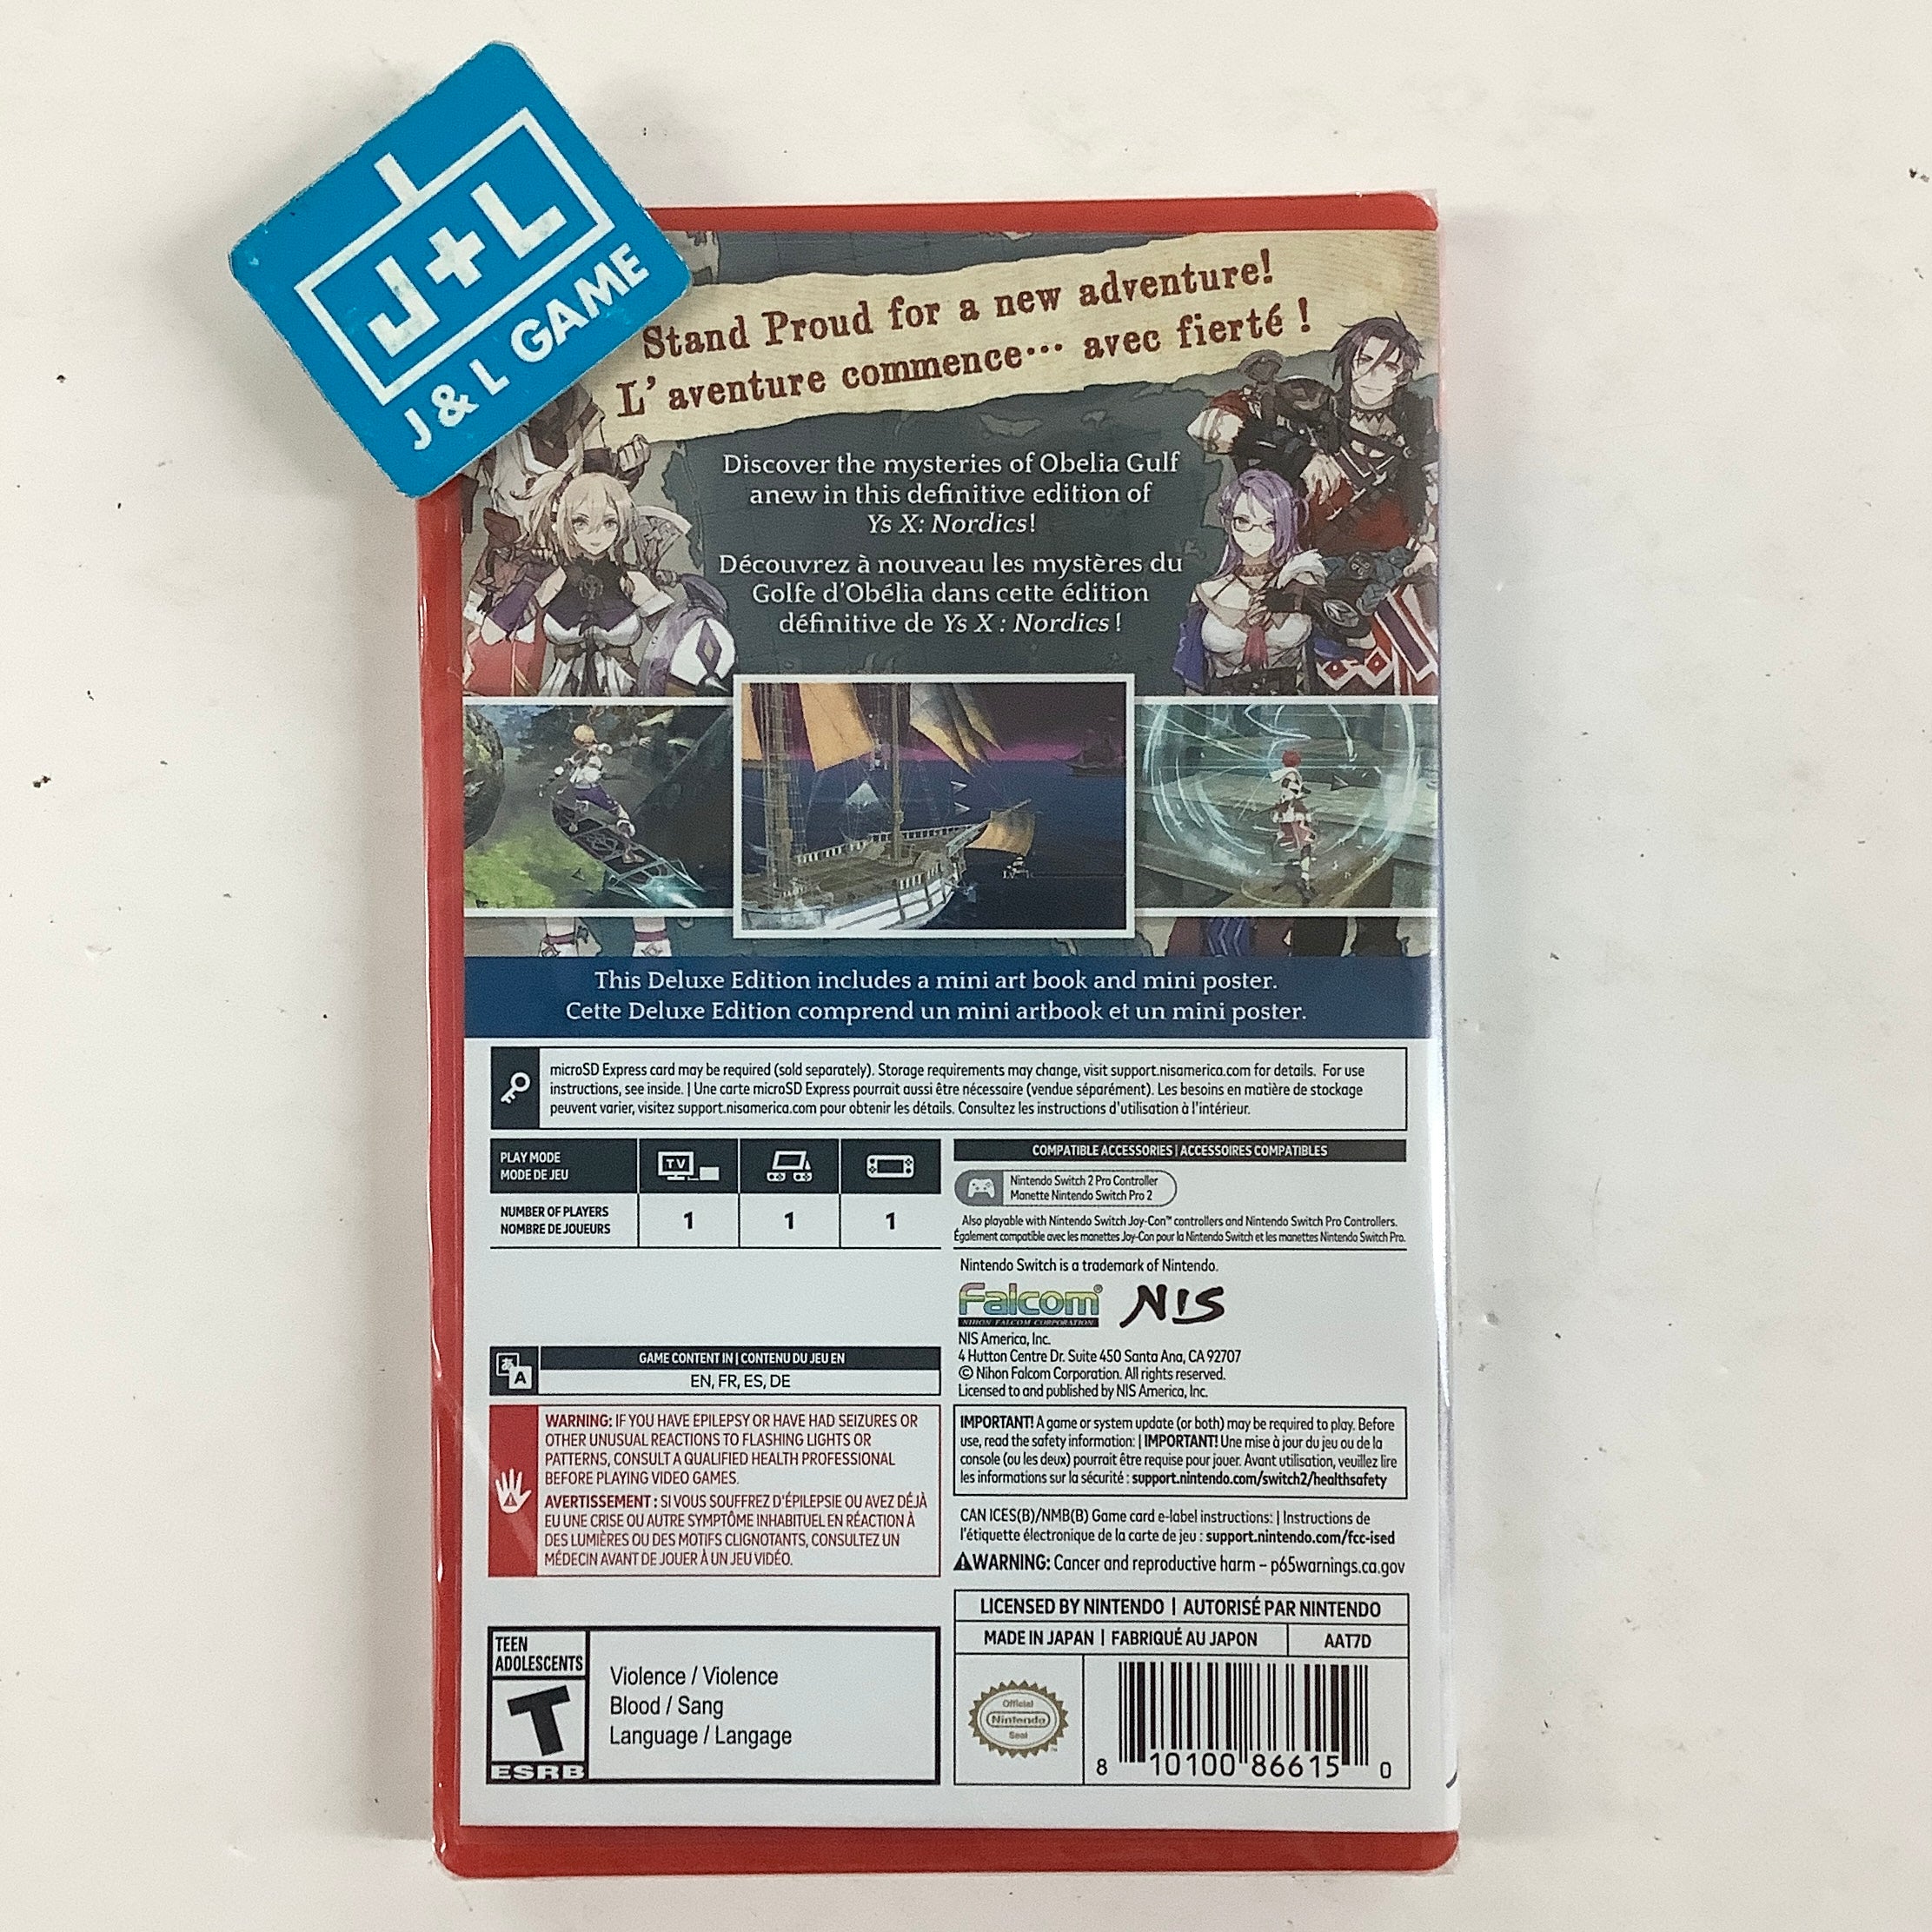 J+L
J & L GAME
Stand Proud for a new adventure!
L'aventure commence··· avec fierté !
Discover the mysteries of Obelia Gulf
anew in this definitive edition of
Ys X: Nordics!
Découvrez à nouveau les mystères du
Golfe d'Obélia dans cette édition
définitive de Ys X : Nordics !
This Deluxe Edition includes a mini art book and mini poster.
Cette Deluxe Edition comprend un mini artbook et un mini poster.
microSD Express card may be required (sold separately). Storage requirements may change, visit support.nisamerica.com for details. For use
instructions, see inside. | Une carte microSD Express pourrait aussi être nécessaire (vendue séparément). Les besoins en matière de stockage
peuvent varier, visitez support.nisamerica.com pour obtenir les détails. Consultez les instructions d'utilisation à l'intérieur.
PLAY MODE
MODE DE JEU
TV
NUMBER OF PLAYERS
NOMBRE DE JOUEURS
1 1 1
COMPATIBLE ACCESSORIES | ACCESSOIRES COMPATIBLES
Nintendo Switch 2 Pro Controller
Manette Nintendo Switch Pro 2
Also playable with Nintendo Switch Joy-Con™ controllers and Nintendo Switch Pro Controllers.
Également compatible avec les manettes Joy-Con pour la Nintendo Switch et les manettes Nintendo Switch Pro.
Nintendo Switch is a trademark of Nintendo.
Falcom® NIS
NIHON FALCOM CORPORATION
NIS America, Inc.
4 Hutton Centre Dr. Suite 450 Santa Ana, CA 92707
© Nihon Falcom Corporation. All rights reserved.
Licensed to and published by NIS America, Inc.
あ A
GAME CONTENT IN | CONTENU DU JEU EN
EN, FR, ES, DE
WARNING: IF YOU HAVE EPILEPSY OR HAVE HAD SEIZURES OR
OTHER UNUSUAL REACTIONS TO FLASHING LIGHTS OR
PATTERNS, CONSULT A QUALIFIED HEALTH PROFESSIONAL
BEFORE PLAYING VIDEO GAMES.
AVERTISSEMENT : SI VOUS SOUFFREZ D'ÉPILEPSIE OU AVEZ DÉJÀ
EU UNE CRISE OU AUTRE SYMPTÔME INHABITUEL EN RÉACTION À
DES LUMIÈRES OU DES MOTIFS CLIGNOTANTS, CONSULTEZ UN
MÉDECIN AVANT DE JOUER À UN JEU VIDÉO.
IMPORTANT! A game or system update (or both) may be required to play. Before
use, read the safety information: | IMPORTANT! Une mise à jour du jeu ou de la
console (ou les deux) pourrait être requise pour jouer. Avant utilisation, veuillez lire
les informations sur la sécurité : support.nintendo.com/switch2/healthsafety
CAN ICES(B)/NMB(B) Game card e-label instructions: | Instructions de
l'étiquette électronique de la carte de jeu : support.nintendo.com/fcc-ised
WARNING: Cancer and reproductive harm – p65warnings.ca.gov
TEEN
ADOLESCENTS
T
ESRB
Violence / Violence
Blood / Sang
Language / Langage
LICENSED BY NINTENDO | AUTORISÉ PAR NINTENDO
MADE IN JAPAN | FABRIQUÉ AU JAPON AAT7D
Official
Nintendo
Seal
8 10100 86615 0